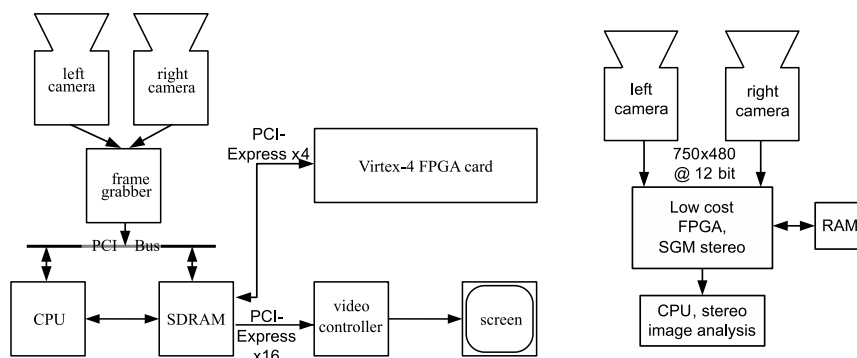 left
camera
right
camera
frame
grabber
PCI Bus
CPU
SDRAM
PCI-
Express x4
Virtex-4 FPGA card
PCI-
Express
x16
video
controller
screen
left
camera
right
camera
750x480
@ 12 bit
Low cost
FPGA,
SGM stereo
RAM
CPU, stereo
image analysis